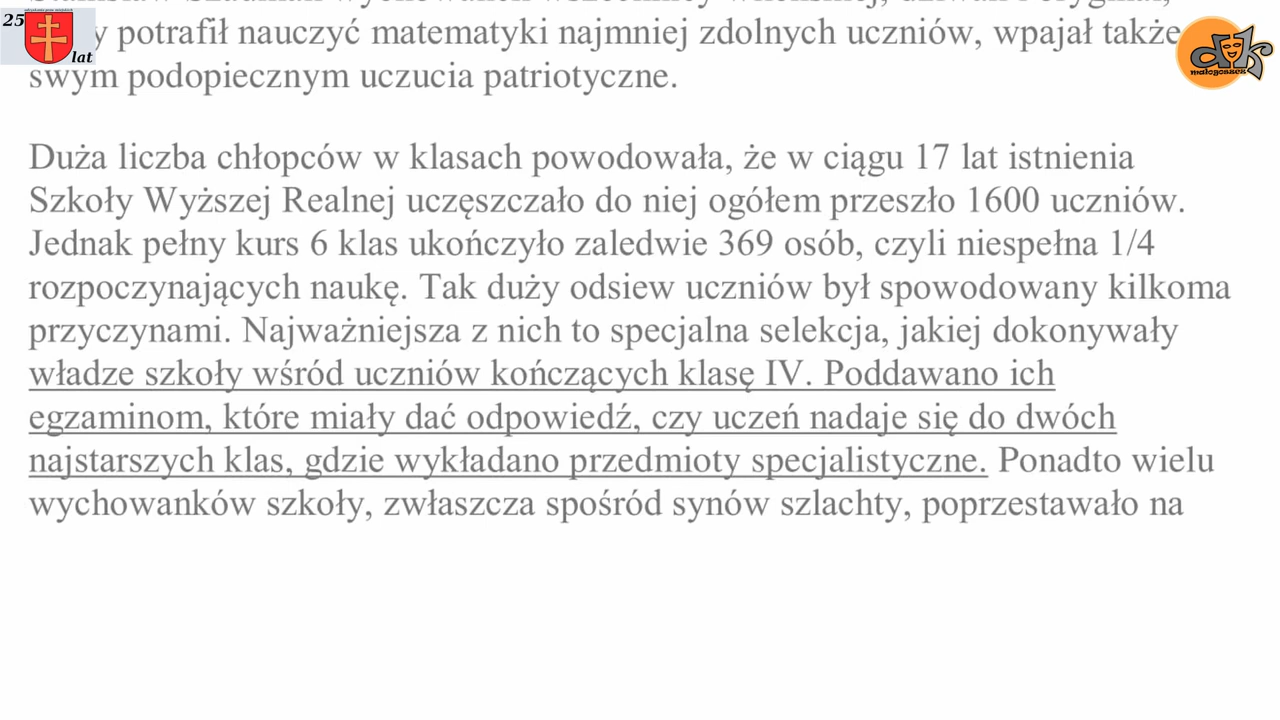 potrafił nauczyć matematyki najmniej zdolnych uczniów, wpajał także
swym podopiecznym uczucia patriotyczne.
Duża liczba chłopców w klasach powodowała, że w ciągu 17 lat istnienia
Szkoły Wyższej Realnej uczęszczało do niej ogółem przeszło 1600 uczniów.
Jednak pełny kurs 6 klas ukończyło zaledwie 369 osób, czyli niespełna 1/4
rozpoczynających naukę. Tak duży odsiew uczniów był spowodowany kilkoma
przyczynami. Najważniejsza z nich to specjalna selekcja, jakiej dokonywały
władze szkoły wśród uczniów kończących klasę IV. Poddawano ich
egzaminom, które miały dać odpowiedź, czy uczeń nadaje się do dwóch
najstarszych klas, gdzie wykładano przedmioty specjalistyczne. Ponadto wielu
wychowanków szkoły, zwłaszcza spośród synów szlachty, poprzestawało na
25
lat
dk
małogoszcz